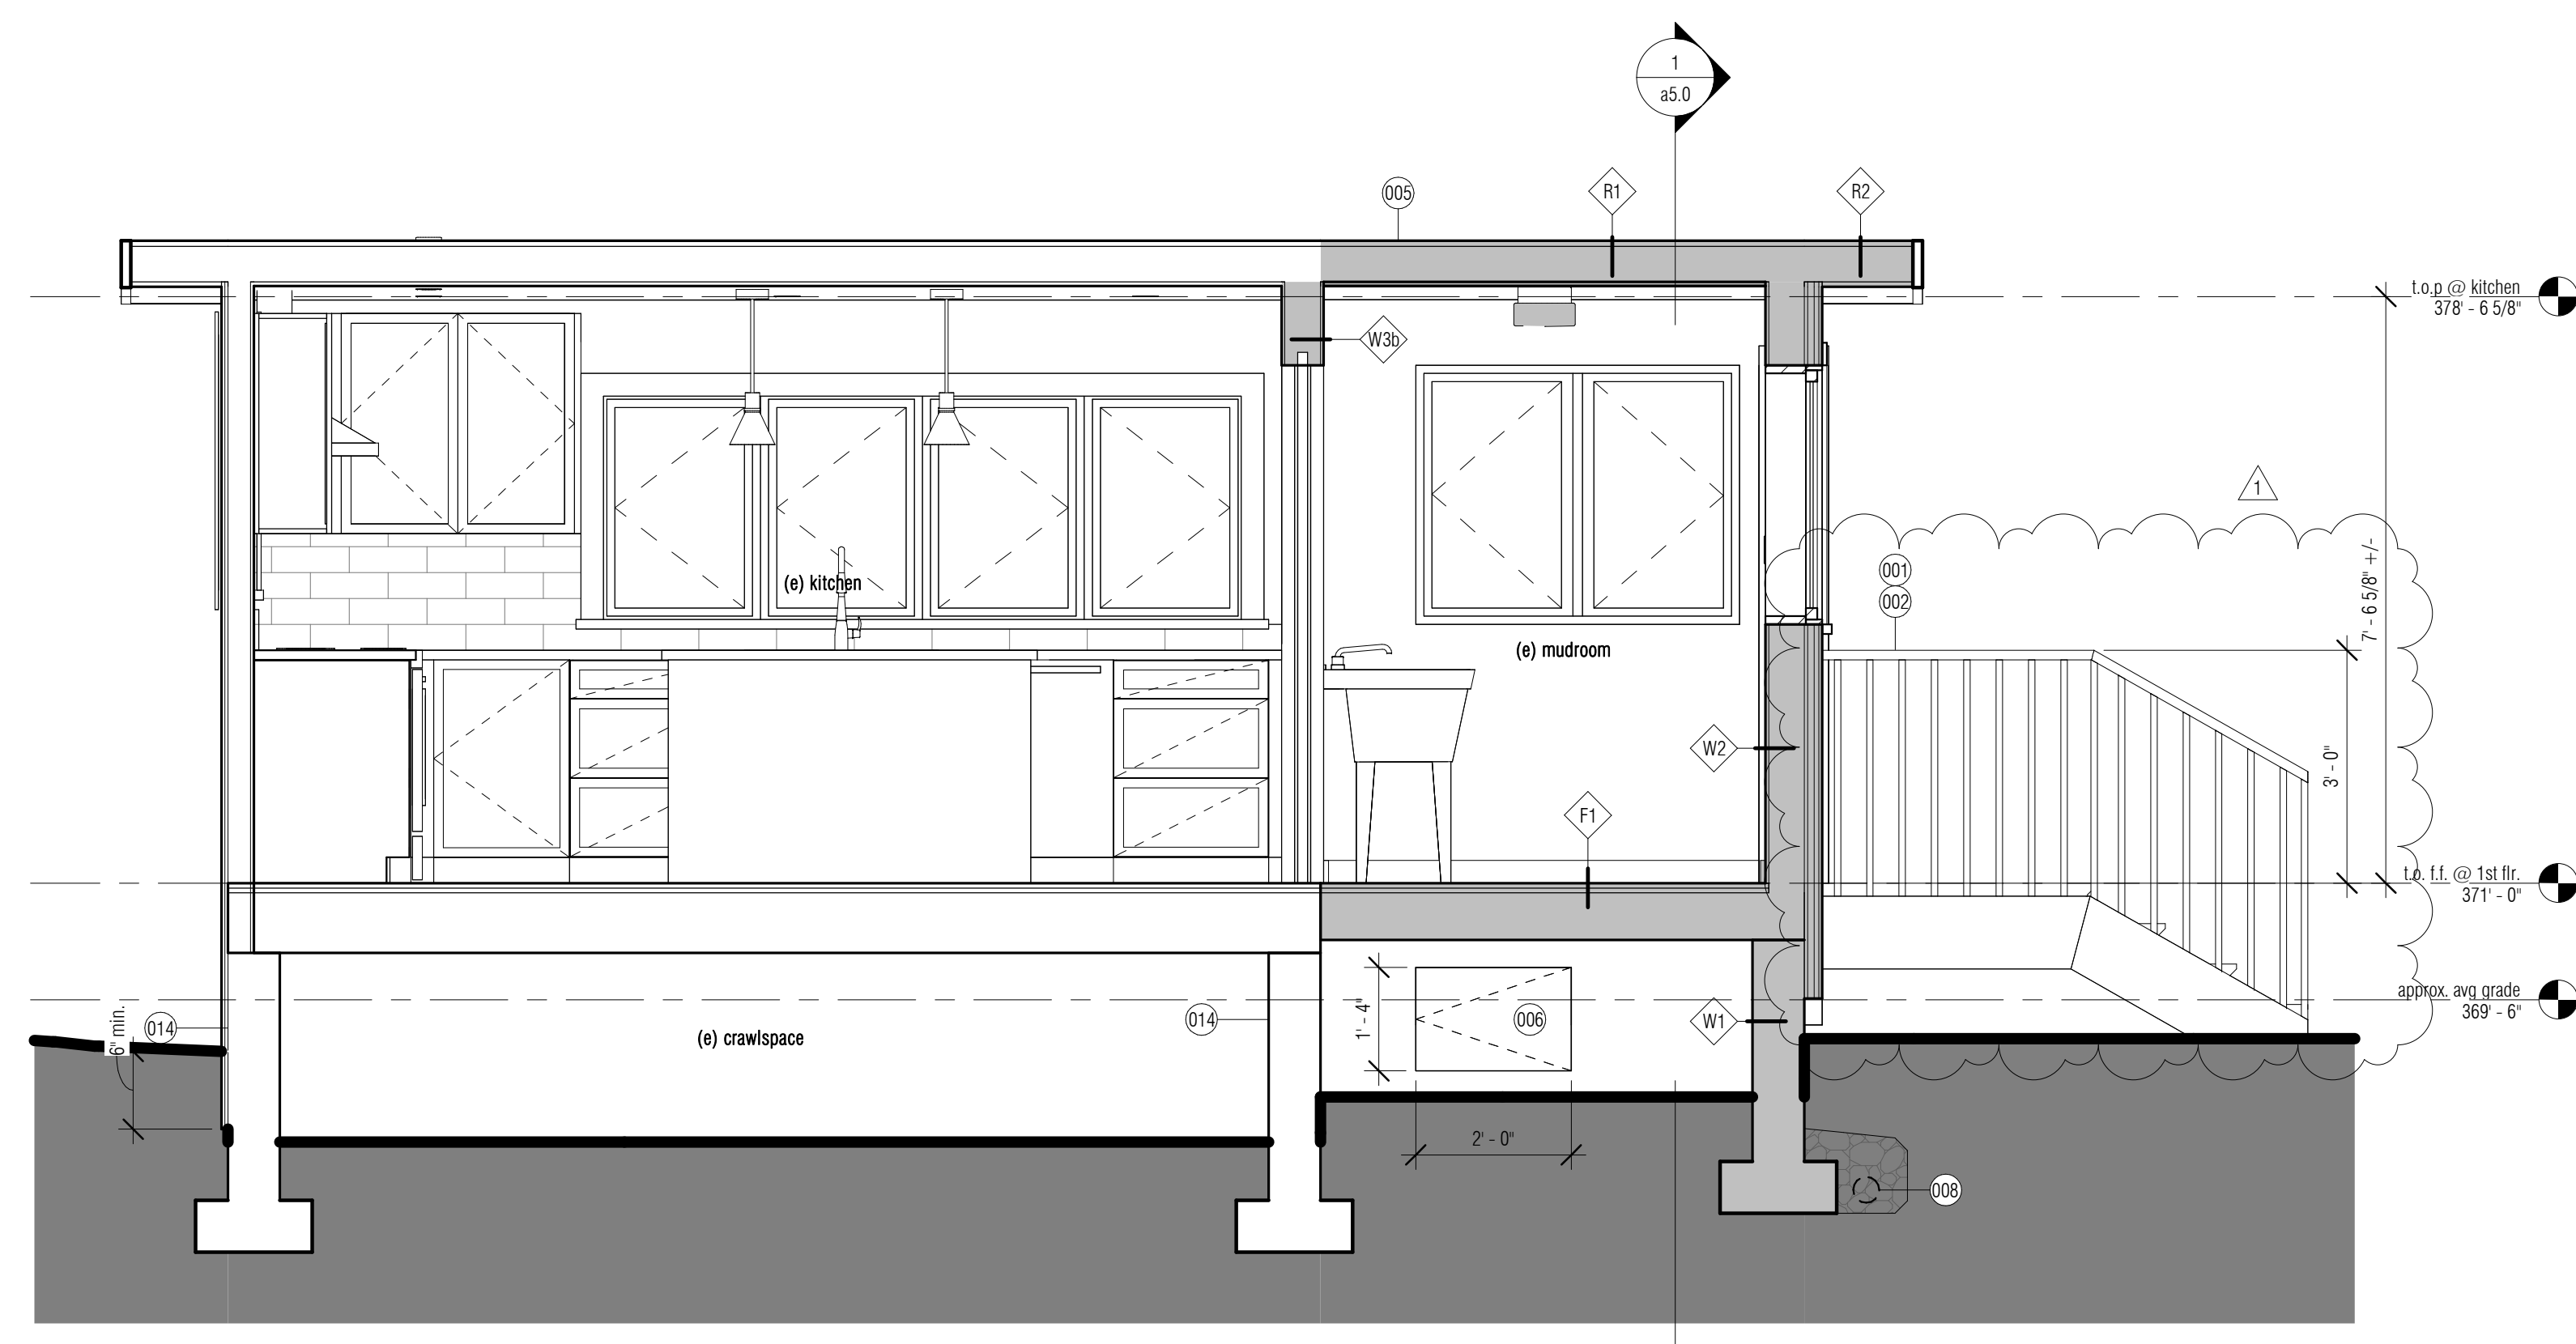 1
a5.0
005
R1
R2
t.o.p @ kitchen
378' - 6 5/8"
W3b
1
001
002
7' - 6 5/8" +/-
(e) kitchen
(e) mudroom
W2
3' - 0"
F1
t.o. f.f. @ 1st flr.
371' - 0"
approx. avg grade
369' - 6"
6" min.
014
(e) crawlspace
014
1' - 4"
006
W1
2' - 0"
008